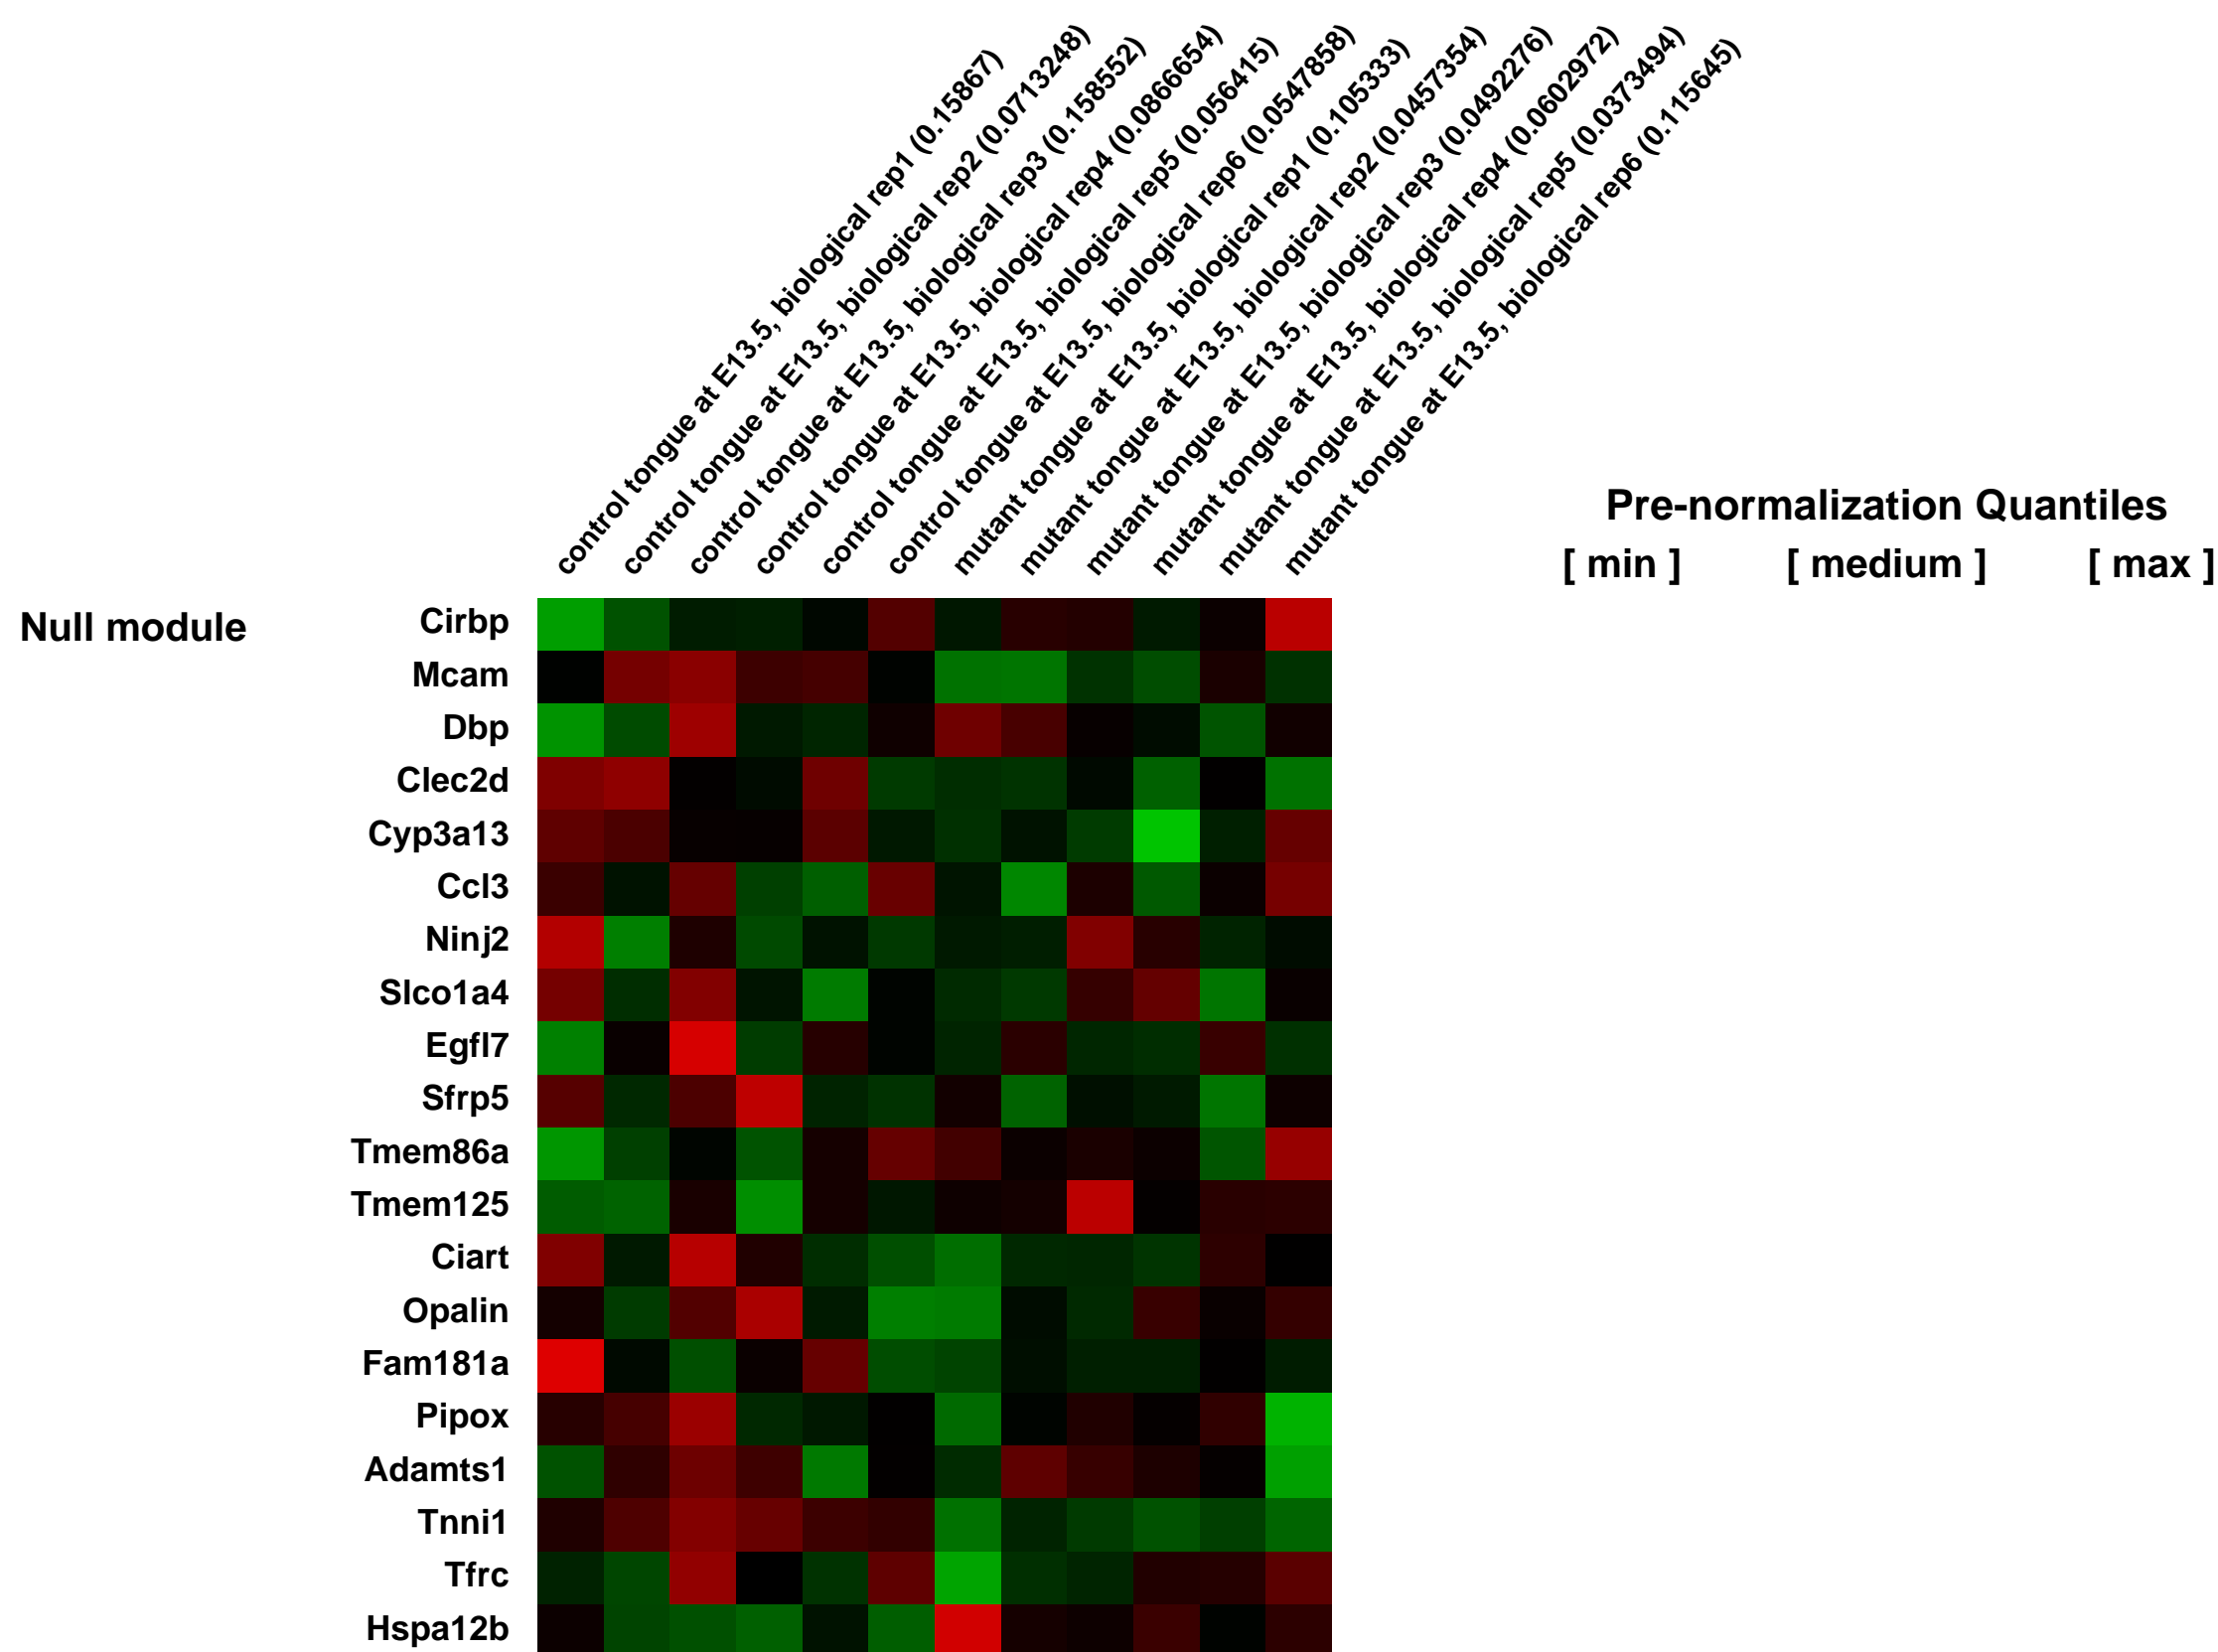 control tongue at E13.5, biological rep1 (0.15867)
control tongue at E13.5, biological rep2 (0.0713248)
control tongue at E13.5, biological rep3 (0.158552)
control tongue at E13.5, biological rep4 (0.0866654)
control tongue at E13.5, biological rep5 (0.056415)
control tongue at E13.5, biological rep6 (0.0547858)
mutant tongue at E13.5, biological rep1 (0.105333)
mutant tongue at E13.5, biological rep2 (0.0457354)
mutant tongue at E13.5, biological rep3 (0.0492276)
mutant tongue at E13.5, biological rep4 (0.0602972)
mutant tongue at E13.5, biological rep5 (0.0373494)
mutant tongue at E13.5, biological rep6 (0.115645)
Pre-normalization Quantiles
[ min ] [ medium ] [ max ]
Null module
Cirbp
Mcam
Dbp
Clec2d
Cyp3a13
Ccl3
Ninj2
Slco1a4
Egfl7
Sfrp5
Tmem86a
Tmem125
Ciart
Opalin
Fam181a
Pipox
Adamts1
Tnni1
Tfrc
Hspa12b